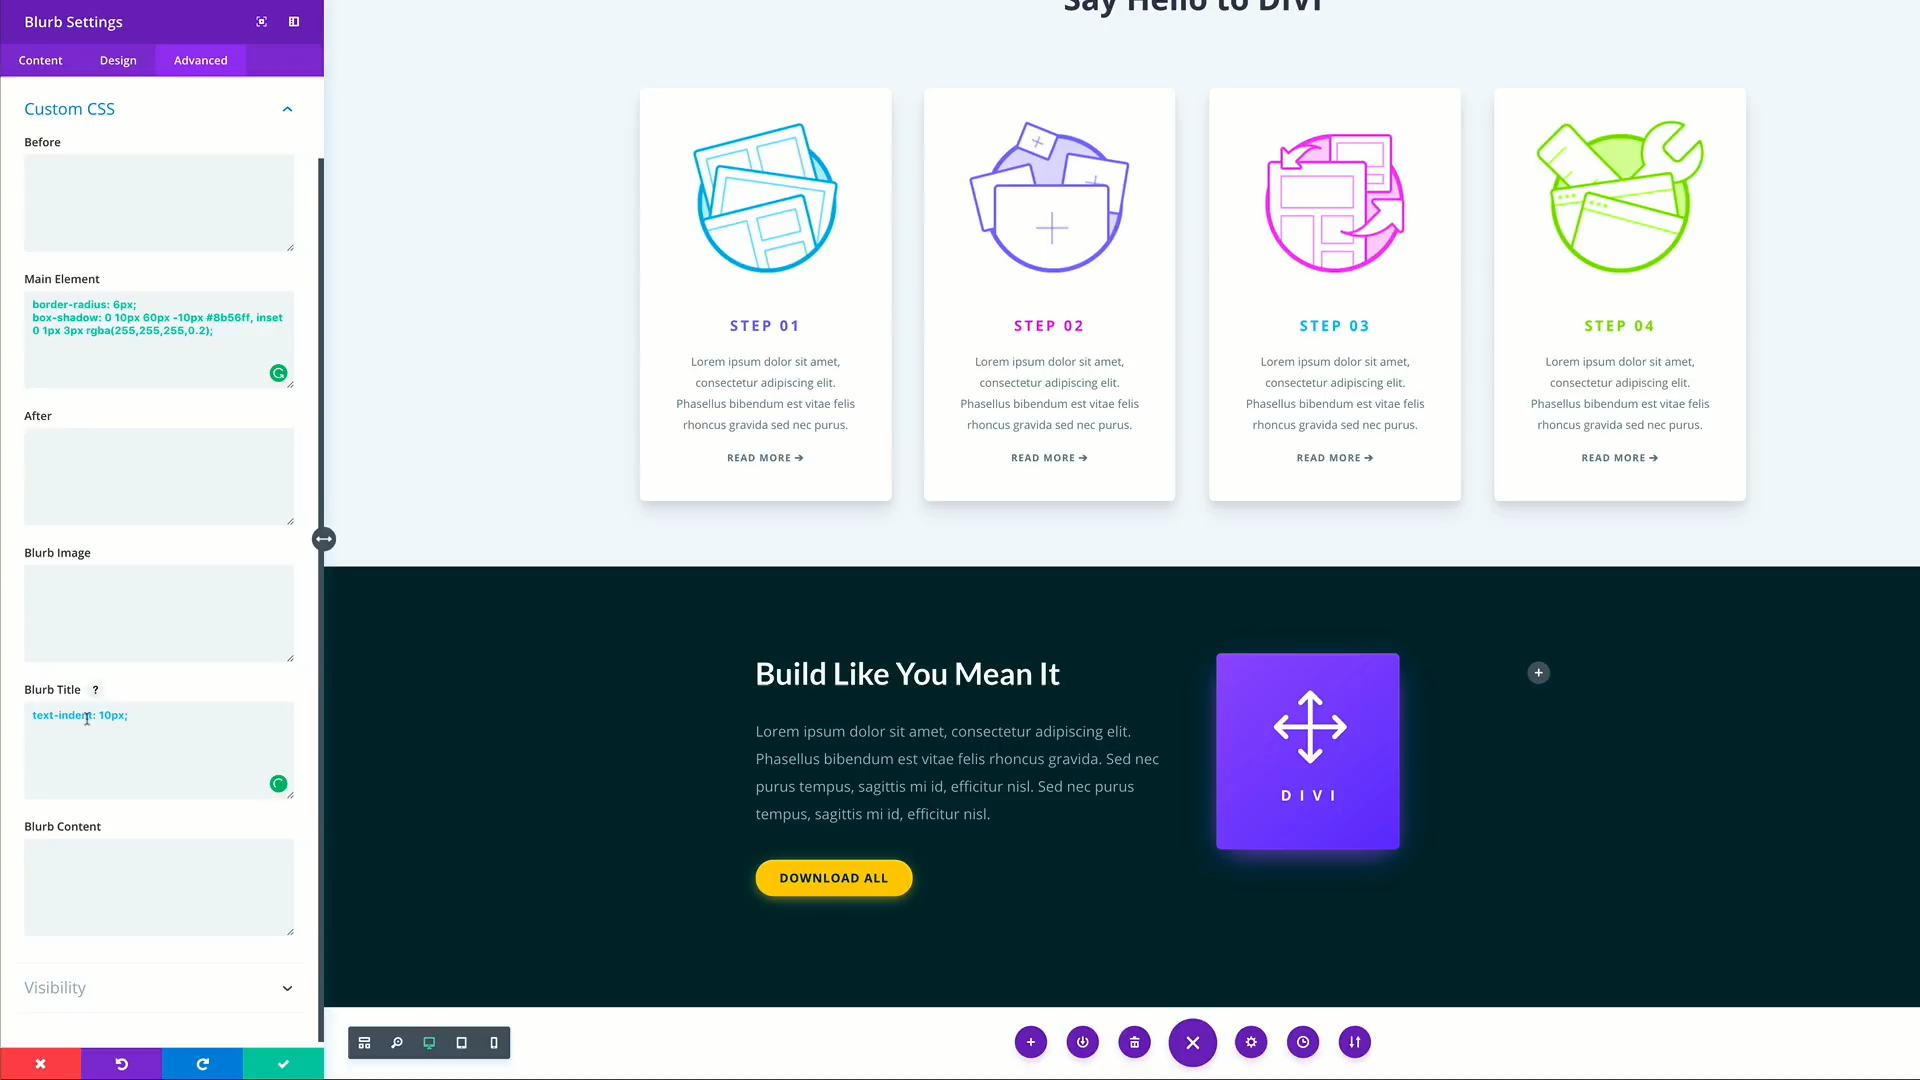 Blurb Settings
Content
Design
Advanced
Custom CSS
Before
Main Element
border-radius: 6px;
box-shadow: 0 10px 60px -10px #8b56ff, inset
0 1px 3px rgba(255,255,255,0.2);
After
Blurb Image
Blurb Title ?
text-indent: 10px;
Blurb Content
Visibility
Say Hello to Divi
STEP 01
Lorem ipsum dolor sit amet,
consectetur adipiscing elit.
Phasellus bibendum est vitae felis
rhoncus gravida sed nec purus.
READ MORE →
STEP 02
Lorem ipsum dolor sit amet,
consectetur adipiscing elit.
Phasellus bibendum est vitae felis
rhoncus gravida sed nec purus.
READ MORE →
STEP 03
Lorem ipsum dolor sit amet,
consectetur adipiscing elit.
Phasellus bibendum est vitae felis
rhoncus gravida sed nec purus.
READ MORE →
STEP 04
Lorem ipsum dolor sit amet,
consectetur adipiscing elit.
Phasellus bibendum est vitae felis
rhoncus gravida sed nec purus.
READ MORE →
Build Like You Mean It
Lorem ipsum dolor sit amet, consectetur adipiscing elit.
Phasellus bibendum est vitae felis rhoncus gravida. Sed nec
purus tempus, sagittis mi id, efficitur nisl. Sed nec purus
tempus, sagittis mi id, efficitur nisl.
DOWNLOAD ALL
DIVI